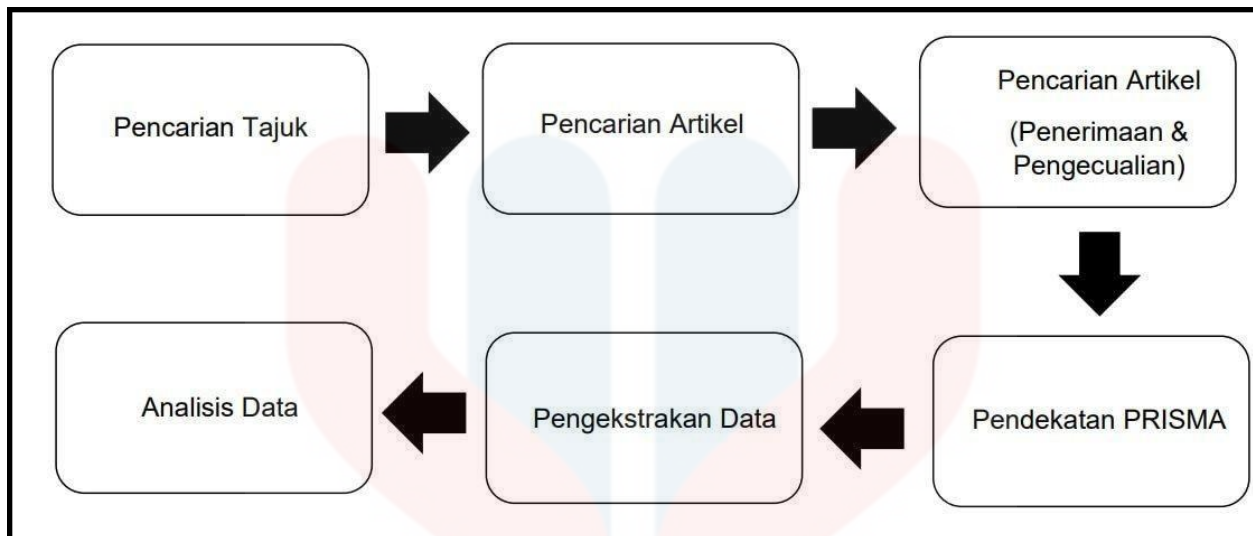 Pencarian Tajuk
Pencarian Artikel
Pencarian Artikel
(Penerimaan &
Pengecualian)
Pendekatan PRISMA
Pengekstrakan Data
Analisis Data